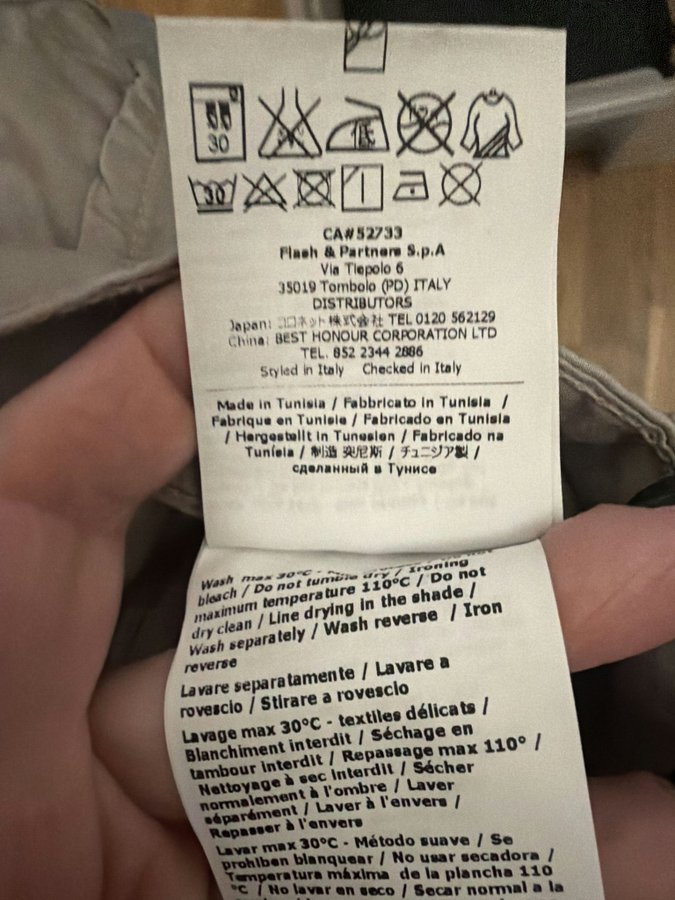 30
低
30
CA#52733
Flash & Partners S.p.A
Via Tiepolo 6
35019 Tombolo (PD) ITALY
DISTRIBUTORS
Japan: コロネット株式会社 TEL 0120 562129
China: BEST HONOUR CORPORATION LTD
TEL. 852 2344 2886
Styled in Italy Checked in Italy
Made in Tunisia / Fabbricato in Tunisia /
Fabrique en Tunisie / Fabricado en Tunisia
/ Hergestellt in Tunesien / Fabricado na
Tunísia / 制造 突尼斯 / チュニジア製 /
сделанный в Тунисе
Wash max 30°C -
bleach / Do not tumble dry / Ironing
maximum temperature 110°C / Do not
dry clean / Line drying in the shade /
Wash separately / Wash reverse / Iron
reverse
Lavare separatamente / Lavare a
rovescio / Stirare a rovescio
Lavage max 30°C - textiles délicats /
Blanchiment interdit / Séchage en
tambour interdit / Repassage max 110° /
Nettoyage à sec interdit / Sécher
normalement à l'ombre / Laver
séparément / Laver à l'envers /
Repasser à l'envers
Lavar max 30°C - Método suave / Se
prohiben blanquear / No usar secadora /
Temperatura máxima de la plancha 110
°C / No lavar en seco / Secar normal a la